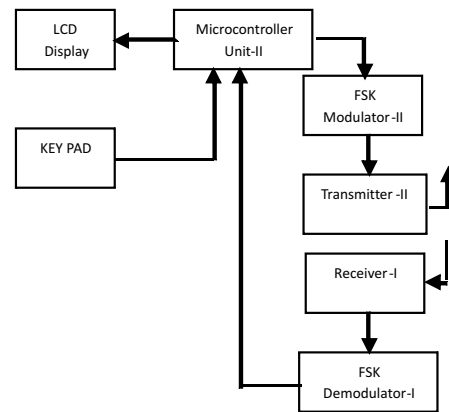 LCD
Display
Microcontroller
Unit-II
FSK
Modulator-II
KEY PAD
Transmitter-II
Receiver-I
FSK
Demodulator-I